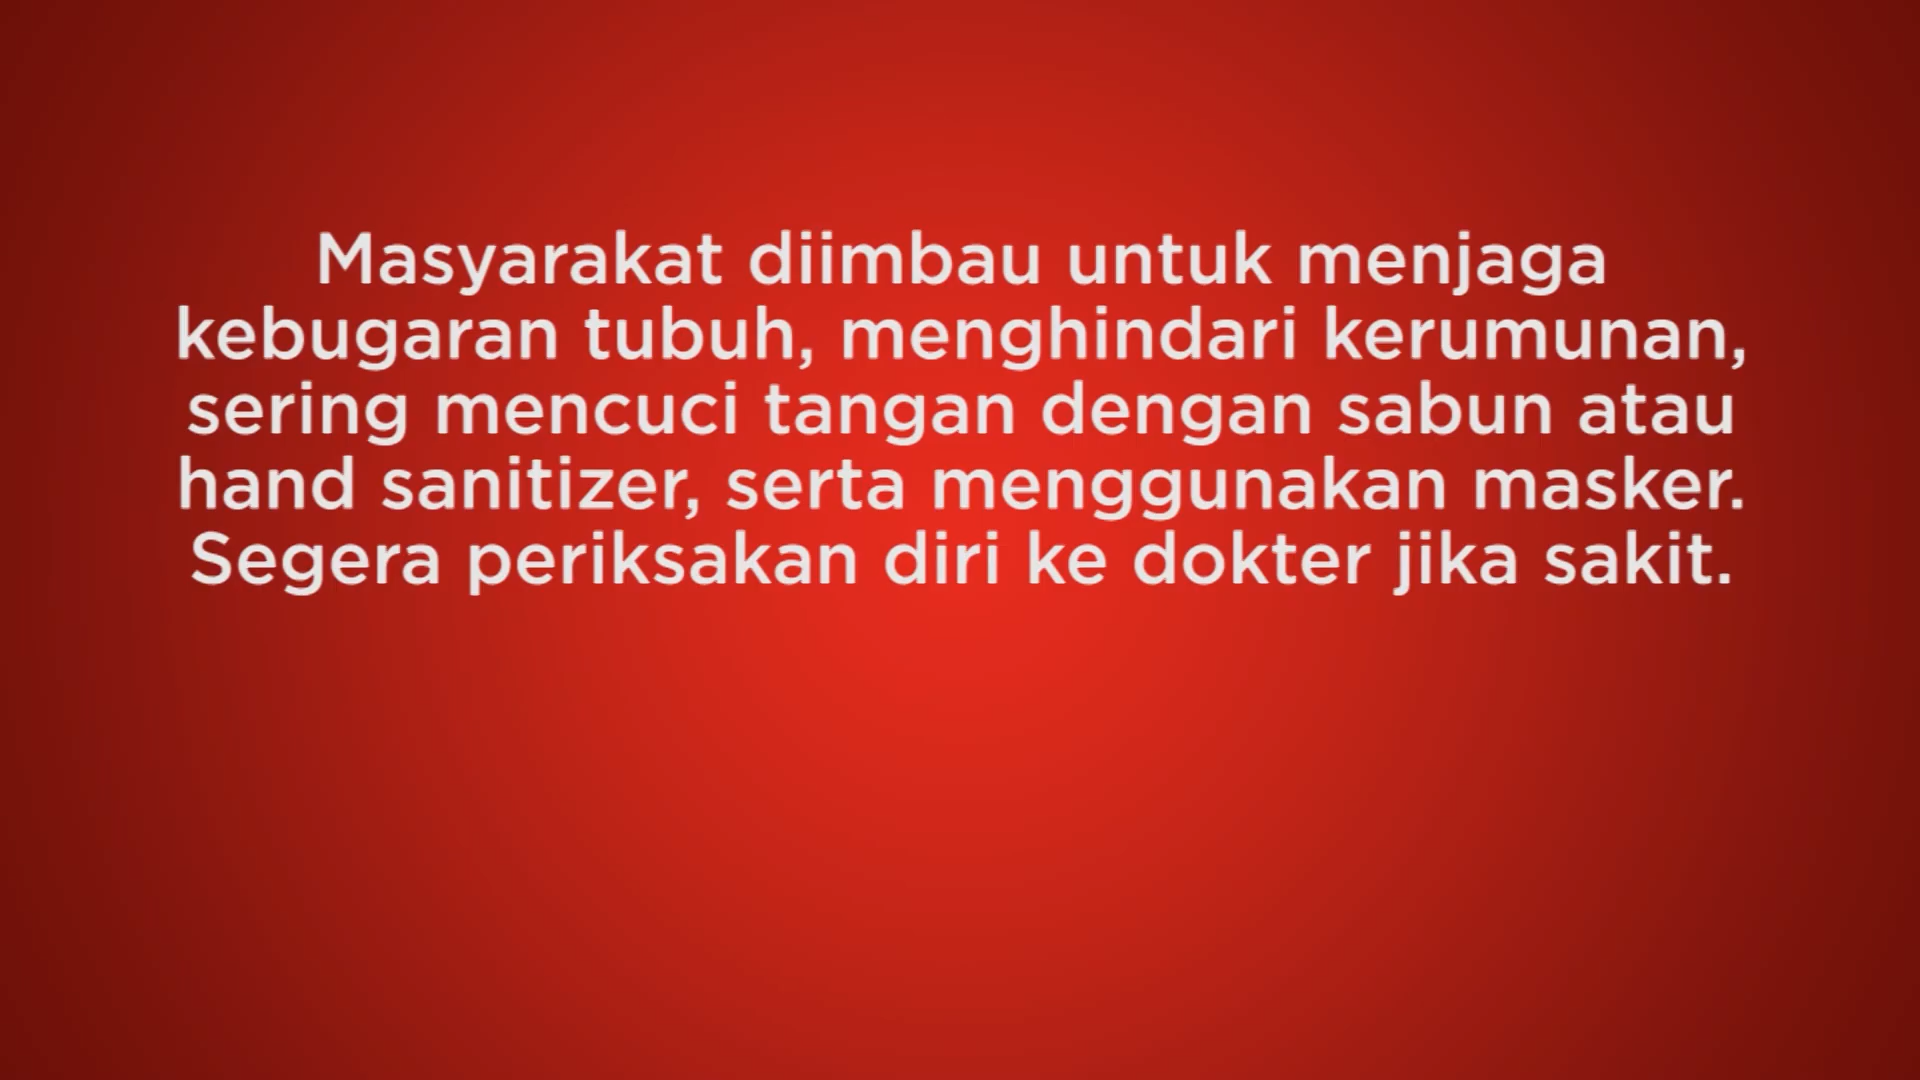 Masyarakat diimbau untuk menjaga
kebugaran tubuh, menghindari kerumunan,
sering mencuci tangan dengan sabun atau
hand sanitizer, serta menggunakan masker.
Segera periksakan diri ke dokter jika sakit.